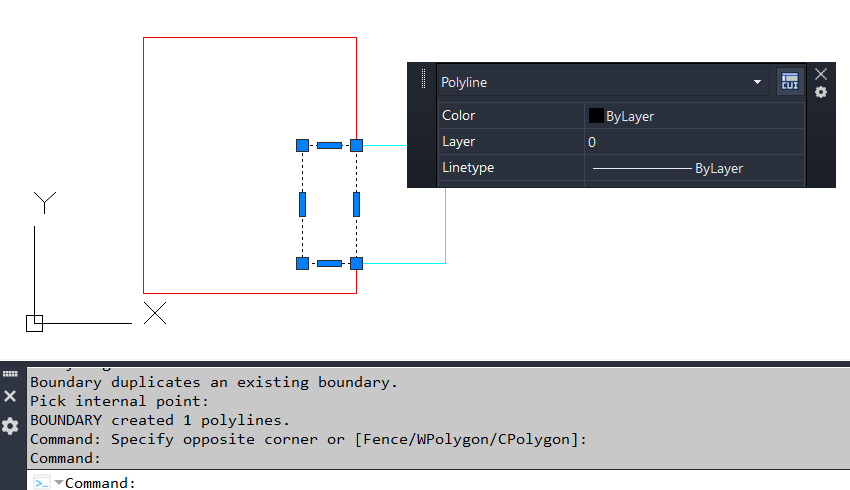 Polyline
CUI
Color ByLayer
Layer 0
Linetype ByLayer
Y
X
Boundary duplicates an existing boundary.
Pick internal point:
BOUNDARY created 1 polylines.
Command: Specify opposite corner or [Fence/WPolygon/CPolygon]:
Command:
Command: